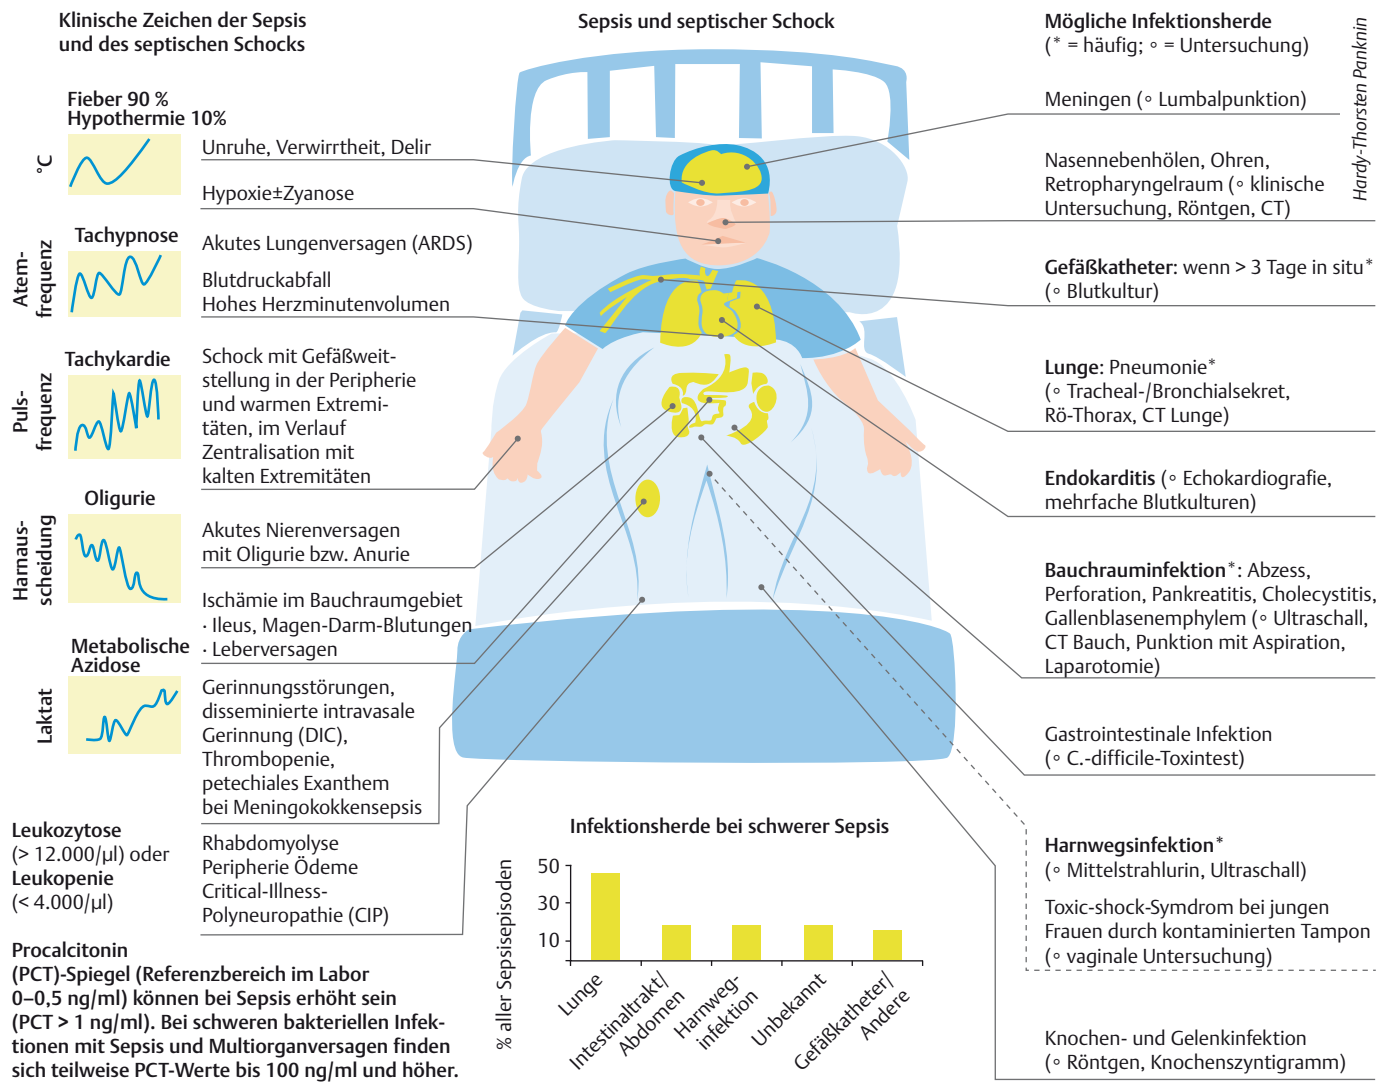 Klinische Zeichen der Sepsis
und des septischen Schocks
Fieber 90 %
Hypothermie 10%
°C
Tachypnose
Atem-
frequenz
Tachykardie
Puls-
frequenz
Oligurie
Harnaus-
scheidung
Metabolische
Azidose
Laktat
Leukozytose
(> 12.000/µl) oder
Leukopenie
(< 4.000/µl)
Procalcitonin
(PCT)-Spiegel (Referenzbereich im Labor
0–0,5 ng/ml) können bei Sepsis erhöht sein
(PCT > 1 ng/ml). Bei schweren bakteriellen Infek-
tionen mit Sepsis und Multiorganversagen finden
sich teilweise PCT-Werte bis 100 ng/ml und höher.
Unruhe, Verwirrtheit, Delir
Hypoxie±Zyanose
Akutes Lungenversagen (ARDS)
Blutdruckabfall
Hohes Herzminutenvolumen
Schock mit Gefäßweit-
stellung in der Peripherie
und warmen Extremi-
täten, im Verlauf
Zentralisation mit
kalten Extremitäten
Akutes Nierenversagen
mit Oligurie bzw. Anurie
Ischämie im Bauchraumgebiet
· Ileus, Magen-Darm-Blutungen
· Leberversagen
Gerinnungsstörungen,
disseminierte intravasale
Gerinnung (DIC),
Thrombopenie,
petechiales Exanthem
bei Meningokokkensepsis
Rhabdomyolyse
Peripherie Ödeme
Critical-Illness-
Polyneuropathie (CIP)
Sepsis und septischer Schock
Infektionsherde bei schwerer Sepsis
% aller Sepsisepisoden
50
30
10
Lunge
Intestinaltrakt/
Abdomen
Harnweg-
infektion
Unbekannt
Gefäßkatheter/
Andere
Mögliche Infektionsherde
(* = häufig; ° = Untersuchung)
Meningen (° Lumbalpunktion)
Nasennebenhölen, Ohren,
Retropharyngelraum (° klinische
Untersuchung, Röntgen, CT)
Gefäßkatheter: wenn > 3 Tage in situ*
(° Blutkultur)
Lunge: Pneumonie*
(° Tracheal-/Bronchialsekret,
Rö-Thorax, CT Lunge)
Endokarditis (° Echokardiografie,
mehrfache Blutkulturen)
Bauchrauminfektion*: Abzess,
Perforation, Pankreatitis, Cholecystitis,
Gallenblasenemphylem (° Ultraschall,
CT Bauch, Punktion mit Aspiration,
Laparotomie)
Gastrointestinale Infektion
(° C.-difficile-Toxintest)
Harnwegsinfektion*
(° Mittelstrahlurin, Ultraschall)
Toxic-shock-Symdrom bei jungen
Frauen durch kontaminierten Tampon
(° vaginale Untersuchung)
Knochen- und Gelenkinfektion
(° Röntgen, Knochenszyntigramm)
Hardy-Thorsten Panknin